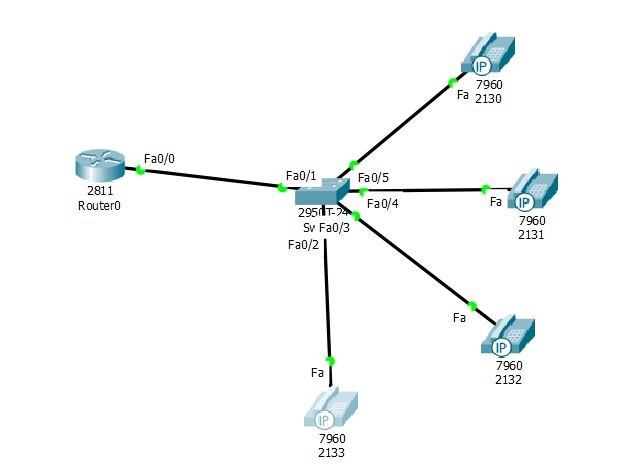 IP
7960
2130
Fa
Fa0/0
2811
Router0
Fa0/1
Fa0/5
Fa0/4
Fa
IP
7960
2131
Fa0/3
Fa0/2
Fa
IP
7960
2132
Fa
IP
7960
2133